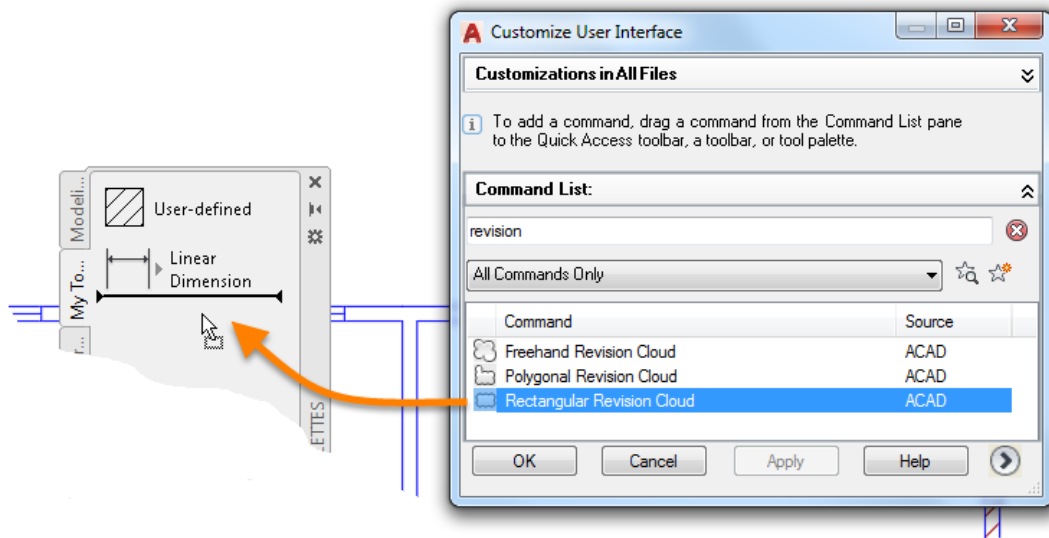 Customize User Interface
Customizations in All Files
To add a command, drag a command from the Command List pane
to the Quick Access toolbar, a toolbar, or tool palette.
Command List:
revision
All Commands Only
Command Source
Freehand Revision Cloud ACAD
Polygonal Revision Cloud ACAD
Rectangular Revision Cloud ACAD
OK Cancel Apply Help
Modeli...
My To...
User-defined
Linear
Dimension